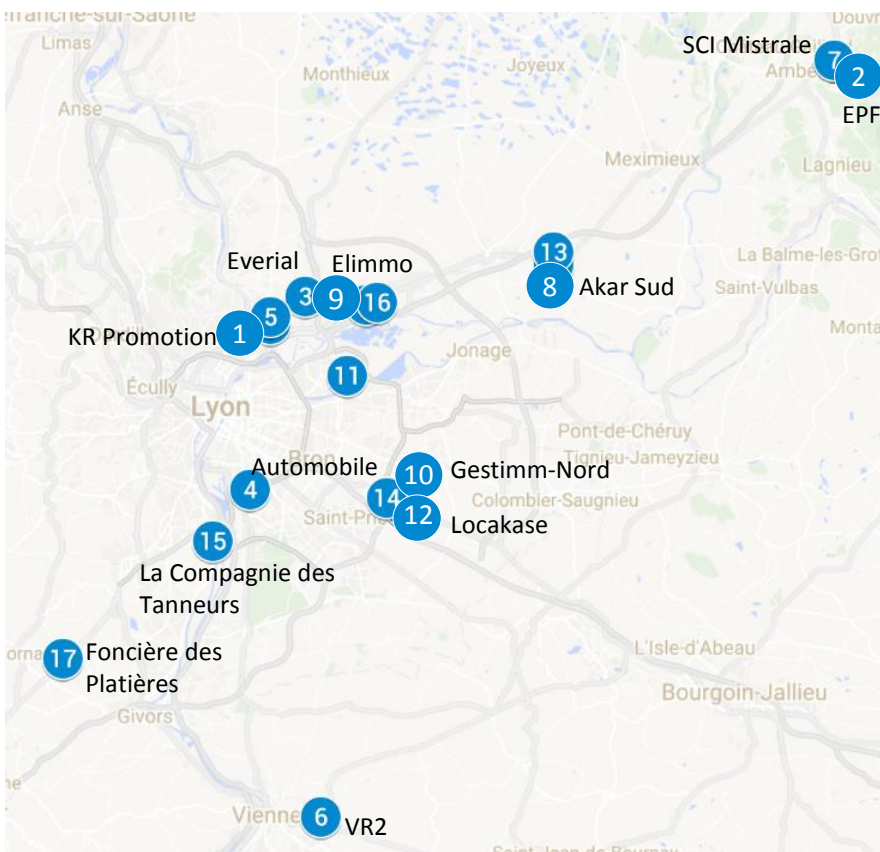 efranche-sur-Saône
Limas
Monthieux
Joyeux
SCI Mistrale
7
2
EPF
Anse
Meximieux
Lagnieu
13
8
Akar Sud
La Balme-les-Grot
Saint-Vulbas
Everial
Elimmo
3
9
16
5
KR Promotion
1
Jonage
11
Écully
Lyon
Pont-de-Chéruy
Tignieu-Jameyzieu
Bron
Automobile
10
Gestimm-Nord
4
14
Colombier-Saugnieu
12
Locakase
15
La Compagnie des
Tanneurs
17
Foncière des
Platières
L'Isle-d'Abeau
Bourgoin-Jallieu
Givors
Vienne
6
VR2